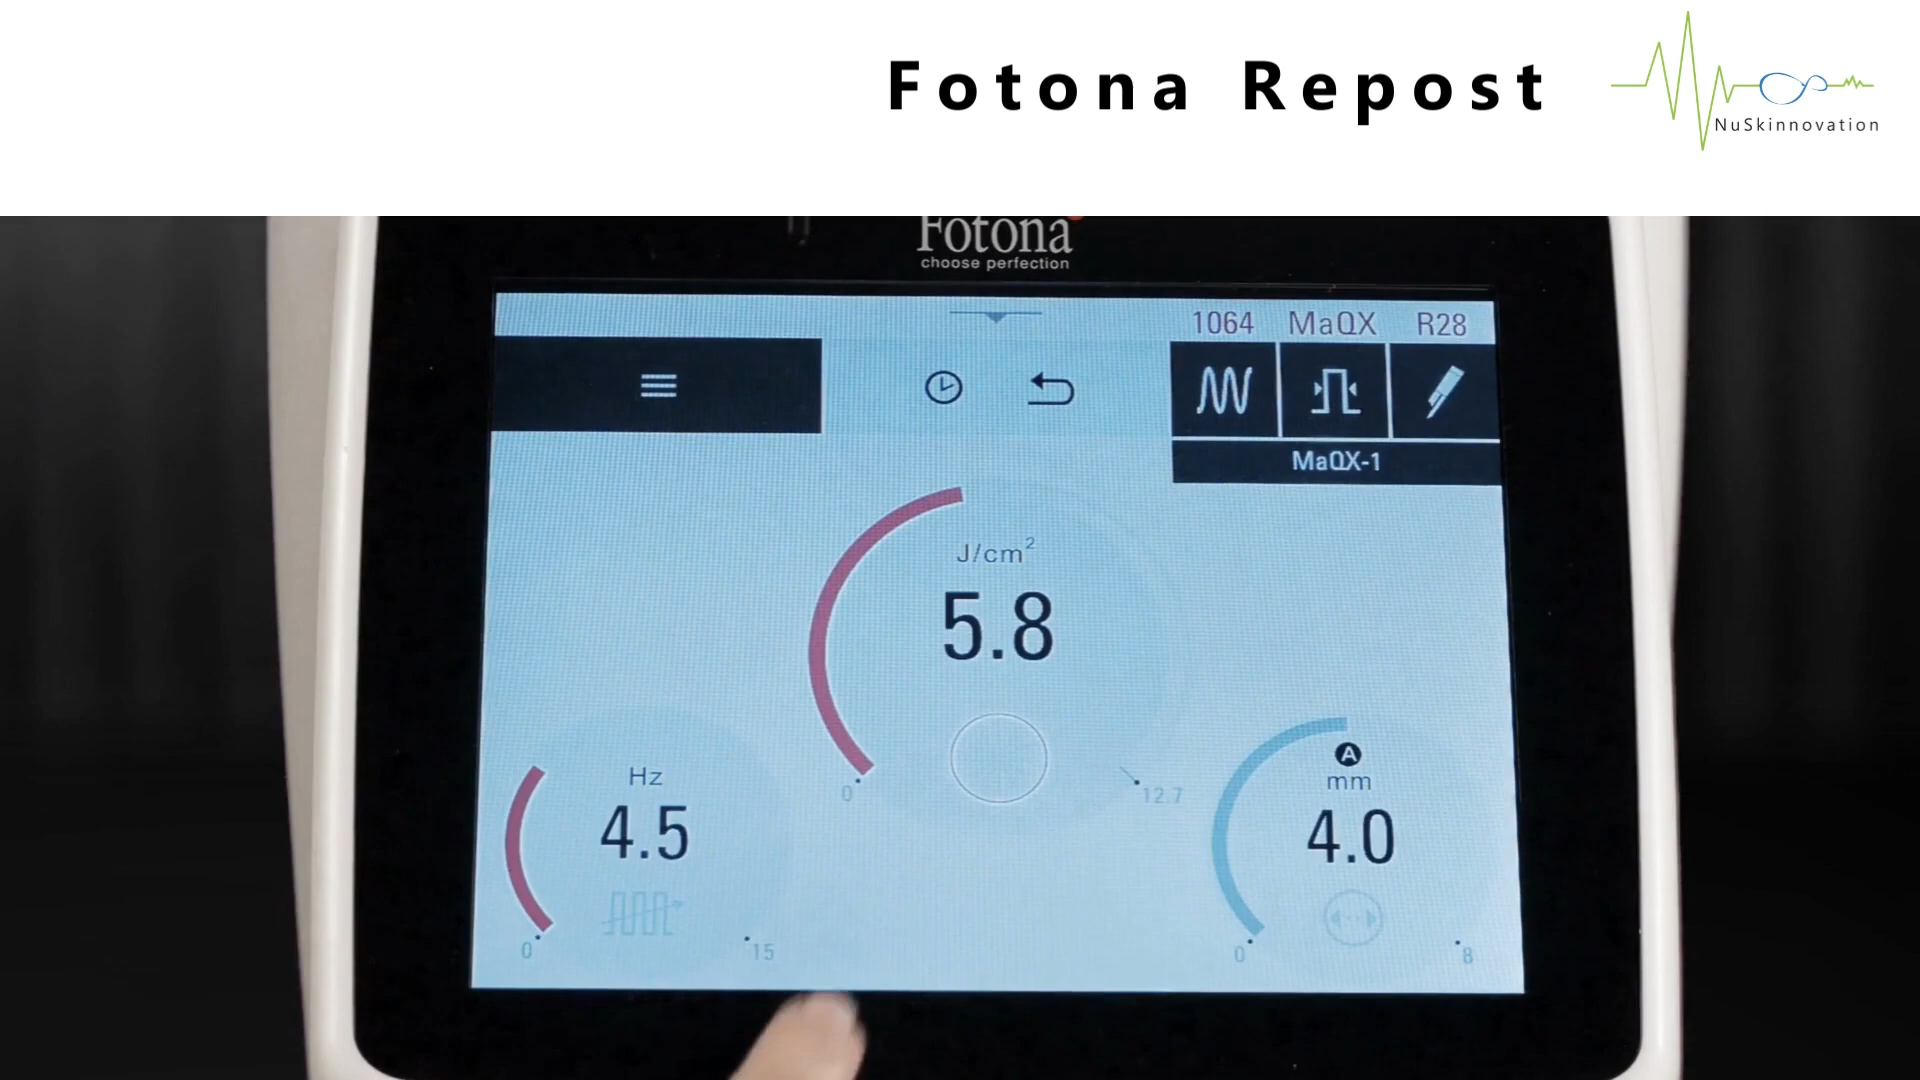 Fotona Repost
NuSkinnovation
Fotona
choose perfection
1064 MaQX R28
MaQX-1
J/cm²
5.8
0 12.7
Hz
4.5
0 15
A
mm
4.0
0 8